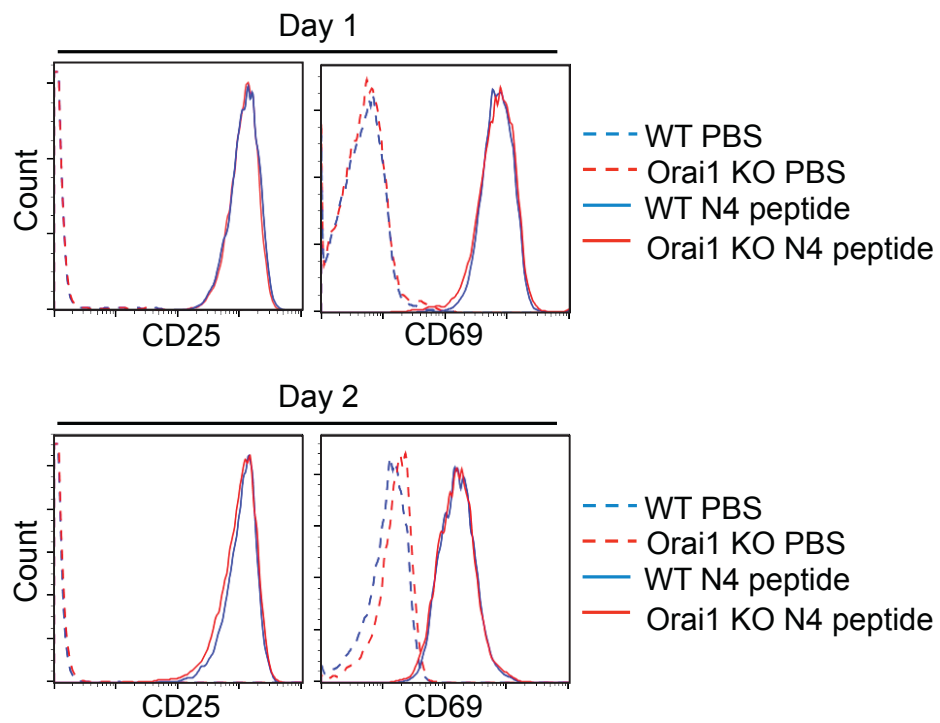 Day 1
Count
CD25
CD69
WT PBS
Orai1 KO PBS
WT N4 peptide
Orai1 KO N4 peptide
Day 2
Count
CD25
CD69
WT PBS
Orai1 KO PBS
WT N4 peptide
Orai1 KO N4 peptide